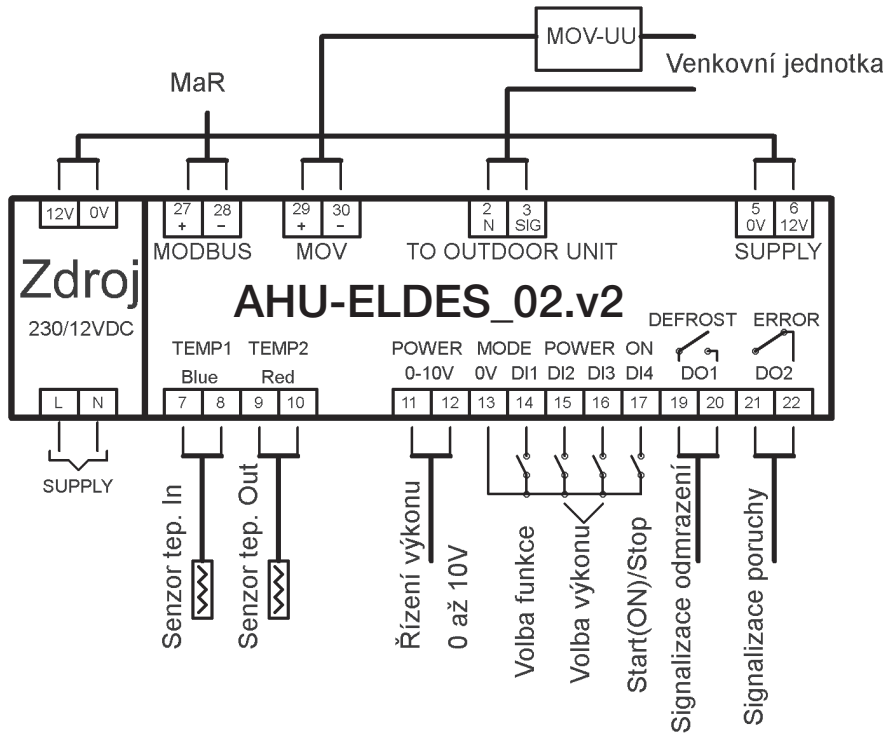 MOV-UU
Venkovní jednotka
MaR
12V 0V
27 28 29 30 2 3 5 6
+ − + − N SIG 0V 12V
MODBUS MOV TO OUTDOOR UNIT SUPPLY
Zdroj
230/12VDC
AHU-ELDES_02.v2
DEFROST ERROR
TEMP1 TEMP2 POWER MODE POWER ON
Blue Red 0-10V 0V DI1 DI2 DI3 DI4 DO1 DO2
L N 7 8 9 10 11 12 13 14 15 16 17 19 20 21 22
SUPPLY
Senzor tep. In
Senzor tep. Out
Řízení výkonu
0 až 10V
Volba funkce
Volba výkonu
Start(ON)/Stop
Signalizace odmrazení
Signalizace poruchy